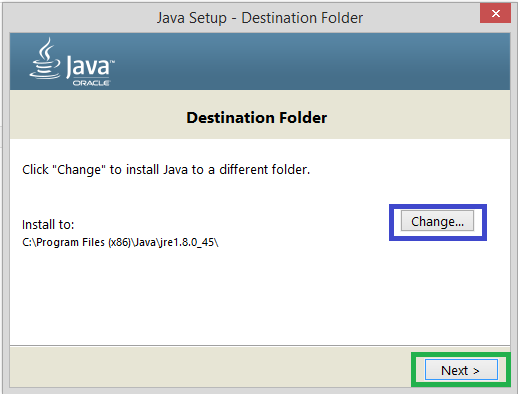 Java Setup - Destination Folder
Java™
ORACLE
Destination Folder
Click "Change" to install Java to a different folder.
Install to:
Change...
C:\Program Files (x86)\Java\jre1.8.0_45\
Next >